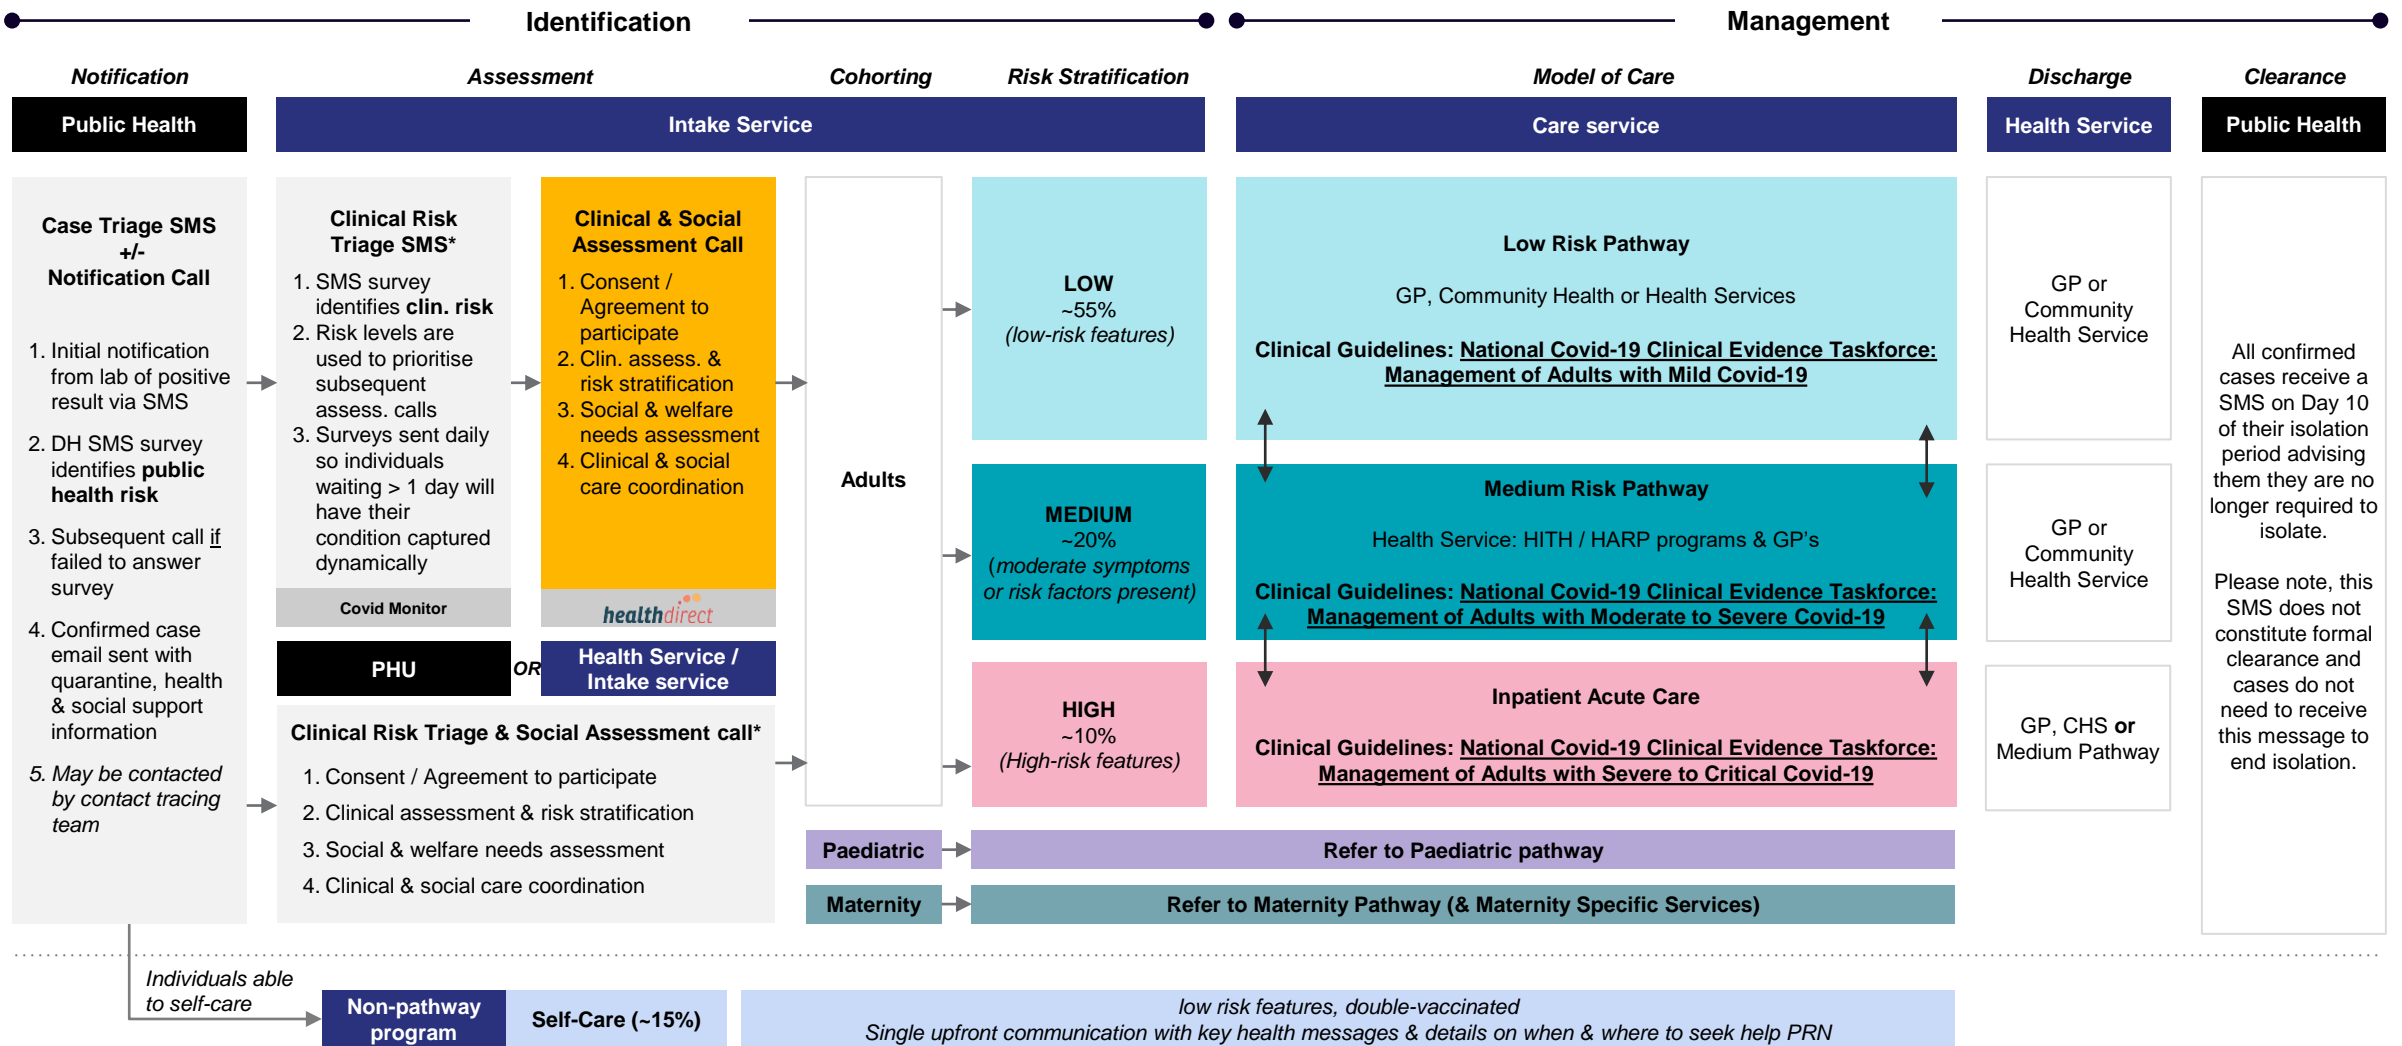 Identification
Management
Notification
Assessment
Cohorting
Risk Stratification
Model of Care
Discharge
Clearance
Public Health
Intake Service
Care service
Health Service
Public Health
Case Triage SMS
+/-
Notification Call
1. Initial notification
from lab of positive
result via SMS
2. DH SMS survey
identifies public
health risk
3. Subsequent call if
failed to answer
survey
4. Confirmed case
email sent with
quarantine, health
& social support
information
5. May be contacted
by contact tracing
team
Clinical Risk
Triage SMS*
1. SMS survey
identifies clin. risk
2. Risk levels are
used to prioritise
subsequent
assess. calls
3. Surveys sent daily
so individuals
waiting > 1 day will
have their
condition captured
dynamically
Covid Monitor
Clinical & Social
Assessment Call
1. Consent /
Agreement to
participate
2. Clin. assess. &
risk stratification
3. Social & welfare
needs assessment
4. Clinical & social
care coordination
healthdirect
PHU
OR
Health Service /
Intake service
Clinical Risk Triage & Social Assessment call*
1. Consent / Agreement to participate
2. Clinical assessment & risk stratification
3. Social & welfare needs assessment
4. Clinical & social care coordination
Adults
Paediatric
Maternity
LOW
~55%
(low-risk features)
MEDIUM
~20%
(moderate symptoms
or risk factors present)
HIGH
~10%
(High-risk features)
Low Risk Pathway
GP, Community Health or Health Services
Clinical Guidelines: National Covid-19 Clinical Evidence Taskforce:
Management of Adults with Mild Covid-19
Medium Risk Pathway
Health Service: HITH / HARP programs & GP's
Clinical Guidelines: National Covid-19 Clinical Evidence Taskforce:
Management of Adults with Moderate to Severe Covid-19
Inpatient Acute Care
Clinical Guidelines: National Covid-19 Clinical Evidence Taskforce:
Management of Adults with Severe to Critical Covid-19
Refer to Paediatric pathway
Refer to Maternity Pathway (& Maternity Specific Services)
GP or
Community
Health Service
GP or
Community
Health Service
GP, CHS or
Medium Pathway
All confirmed
cases receive a
SMS on Day 10
of their isolation
period advising
them they are no
longer required to
isolate.
Please note, this
SMS does not
constitute formal
clearance and
cases do not
need to receive
this message to
end isolation.
Individuals able
to self-care
Non-pathway
program
Self-Care (~15%)
low risk features, double-vaccinated
Single upfront communication with key health messages & details on when & where to seek help PRN